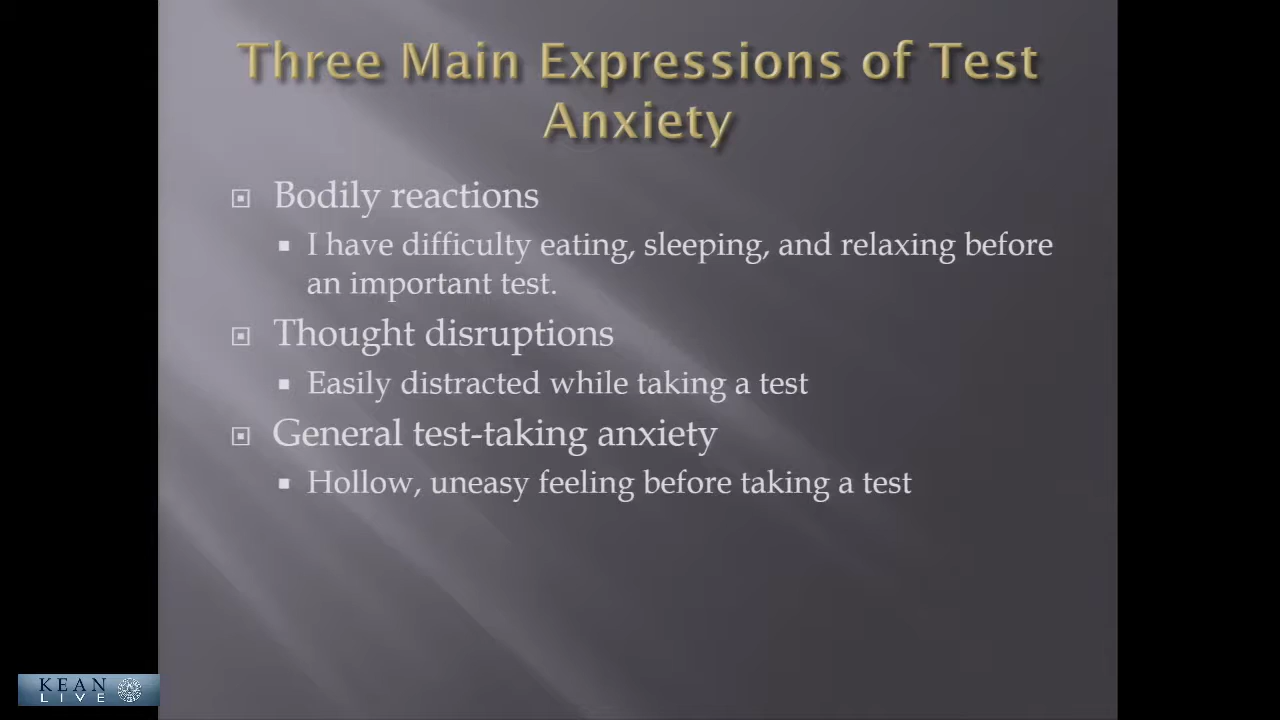 Three Main Expressions of Test
Anxiety
Bodily reactions
I have difficulty eating, sleeping, and relaxing before
an important test.
Thought disruptions
Easily distracted while taking a test
General test-taking anxiety
Hollow, uneasy feeling before taking a test
KEAN
LIVE